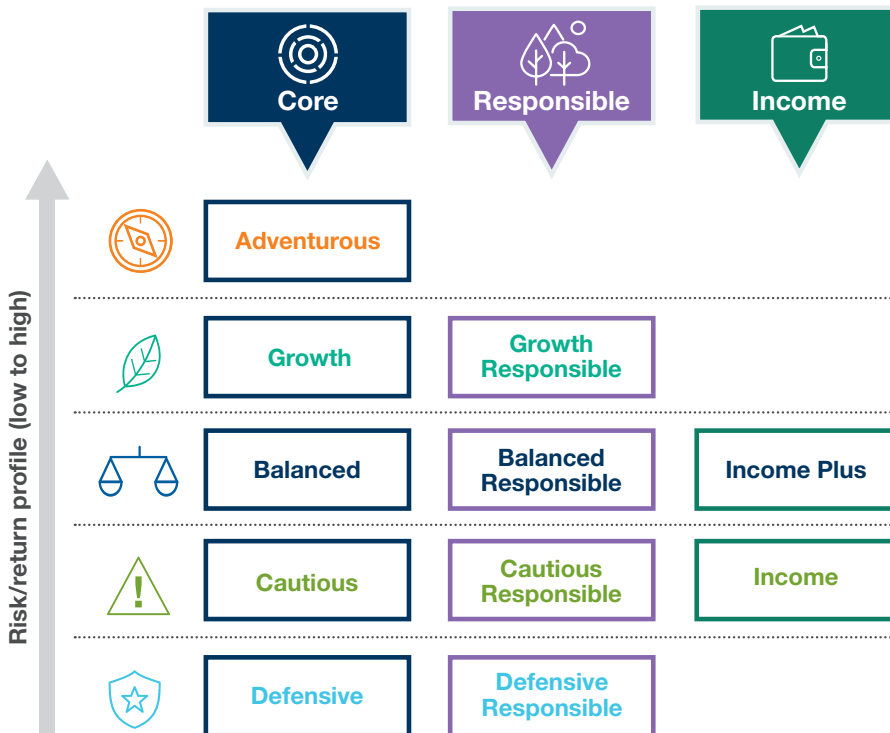 Core
Responsible
Income
Risk/return profile (low to high)
Adventurous
Growth
Growth
Responsible
Balanced
Balanced
Responsible
Income Plus
Cautious
Cautious
Responsible
Income
Defensive
Defensive
Responsible